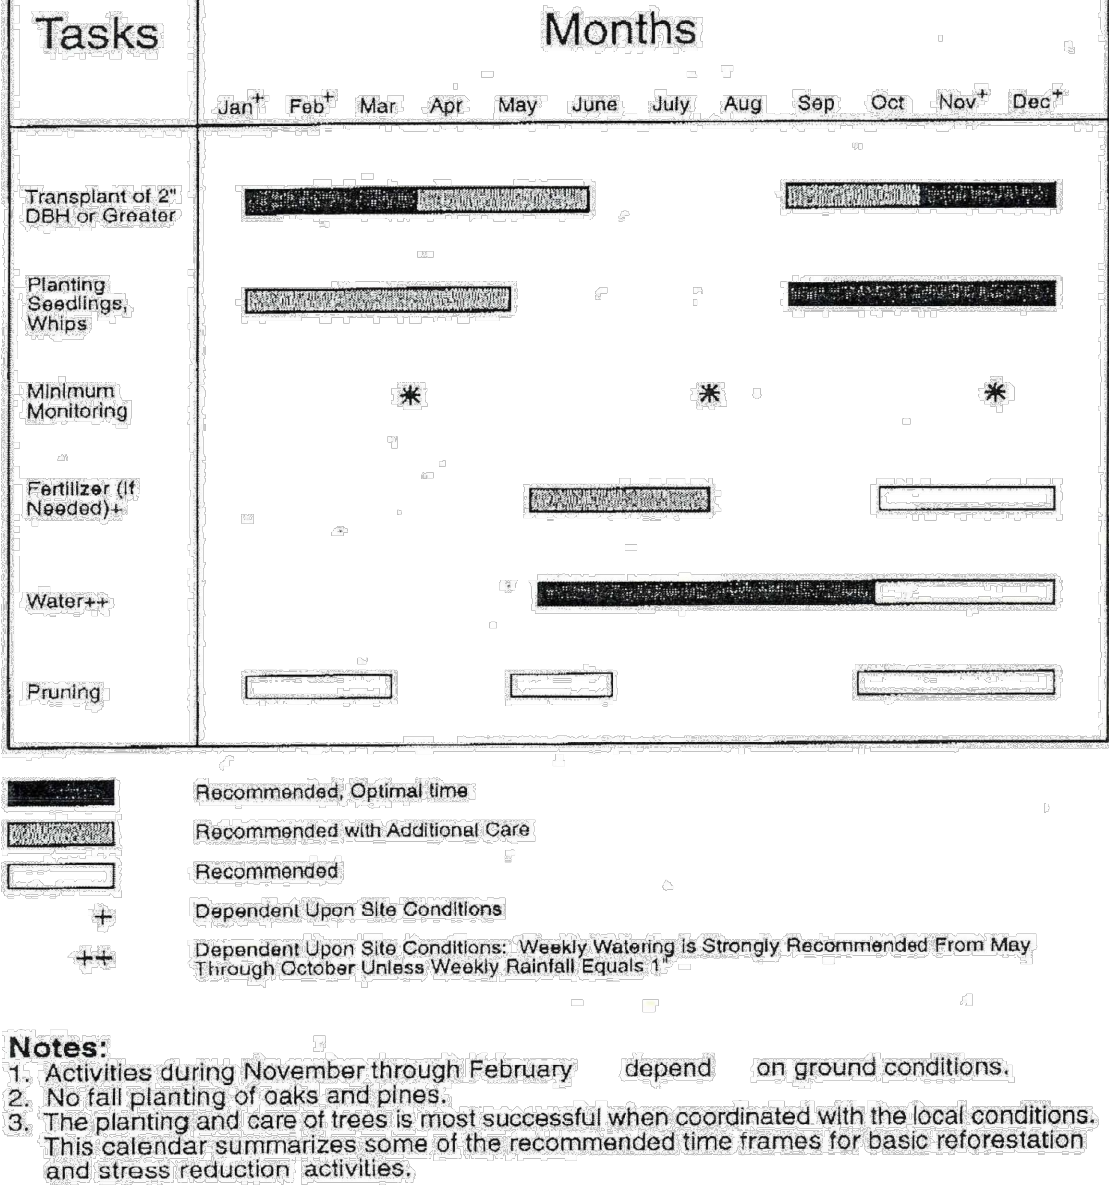 Tasks
Months
Jan+ Feb+ Mar Apr May June July Aug Sep Oct Nov+ Dec+
Transplant of 2"
DBH or Greater
Planting
Seedlings,
Whips
Minimum
Monitoring
* * *
Fertilizer (If
Needed)+
Water++
Pruning
Recommended, Optimal time
Recommended with Additional Care
Recommended
+ Dependent Upon Site Conditions
++ Dependent Upon Site Conditions: Weekly Watering is Strongly Recommended From May
Through October Unless Weekly Rainfall Equals 1"
Notes:
1. Activities during November through February depend on ground conditions.
2. No fall planting of oaks and pines.
3. The planting and care of trees is most successful when coordinated with the local conditions.
This calendar summarizes some of the recommended time frames for basic reforestation
and stress reduction activities.